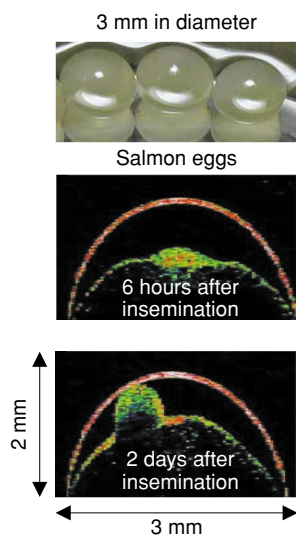 3 mm in diameter
Salmon eggs
6 hours after
insemination
2 mm
2 days after
insemination
3 mm